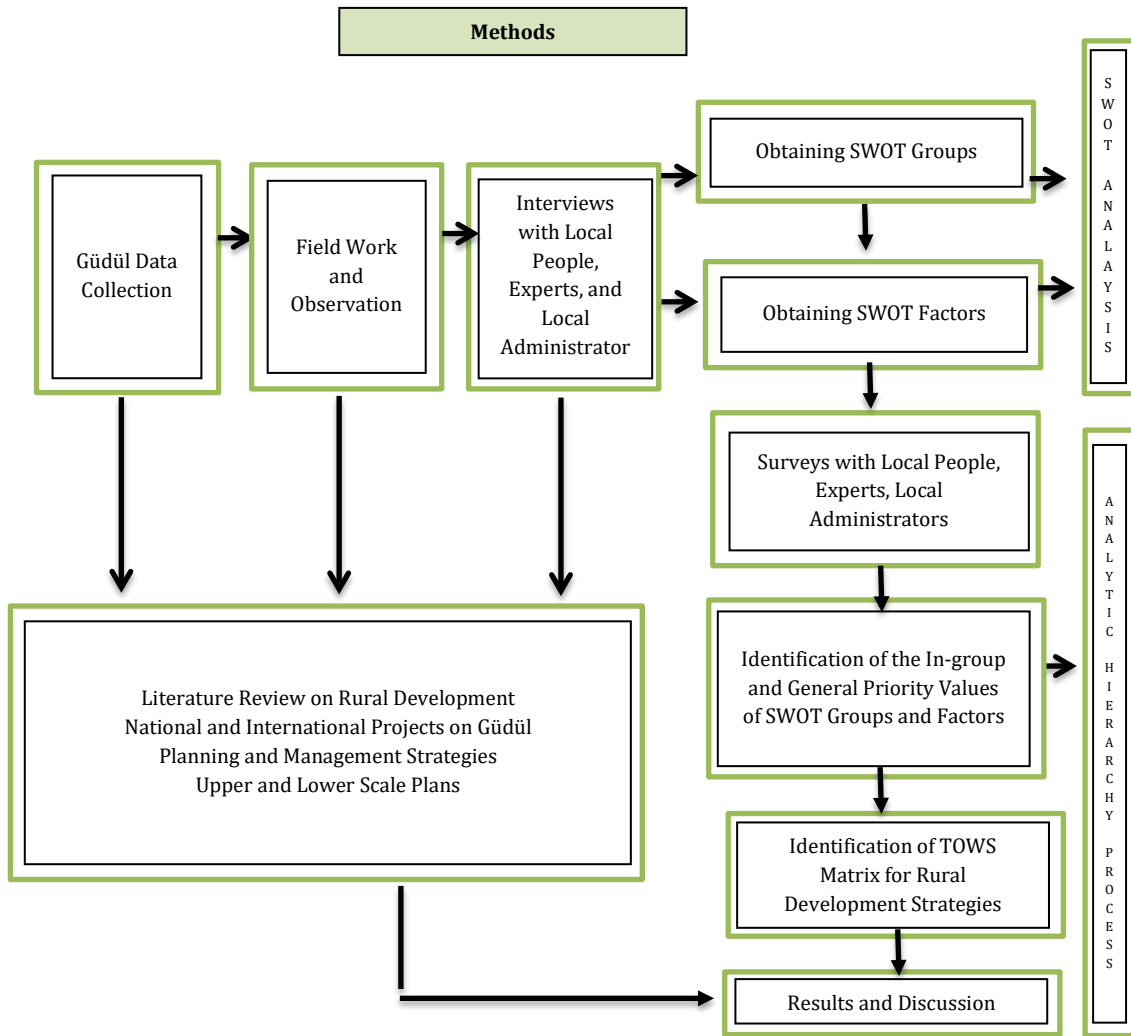 Methods
Güdül Data
Collection
Field Work
and
Observation
Interviews
with Local
People,
Experts, and
Local
Administrator
Obtaining SWOT Groups
Obtaining SWOT Factors
SWOT ANALAYSIS
Surveys with Local People,
Experts, Local
Administrators
Identification of the In-group
and General Priority Values
of SWOT Groups and Factors
Identification of TOWS
Matrix for Rural
Development Strategies
Results and Discussion
ANALYTIC HIERARCHY PROCESS
Literature Review on Rural Development
National and International Projects on Güdül
Planning and Management Strategies
Upper and Lower Scale Plans